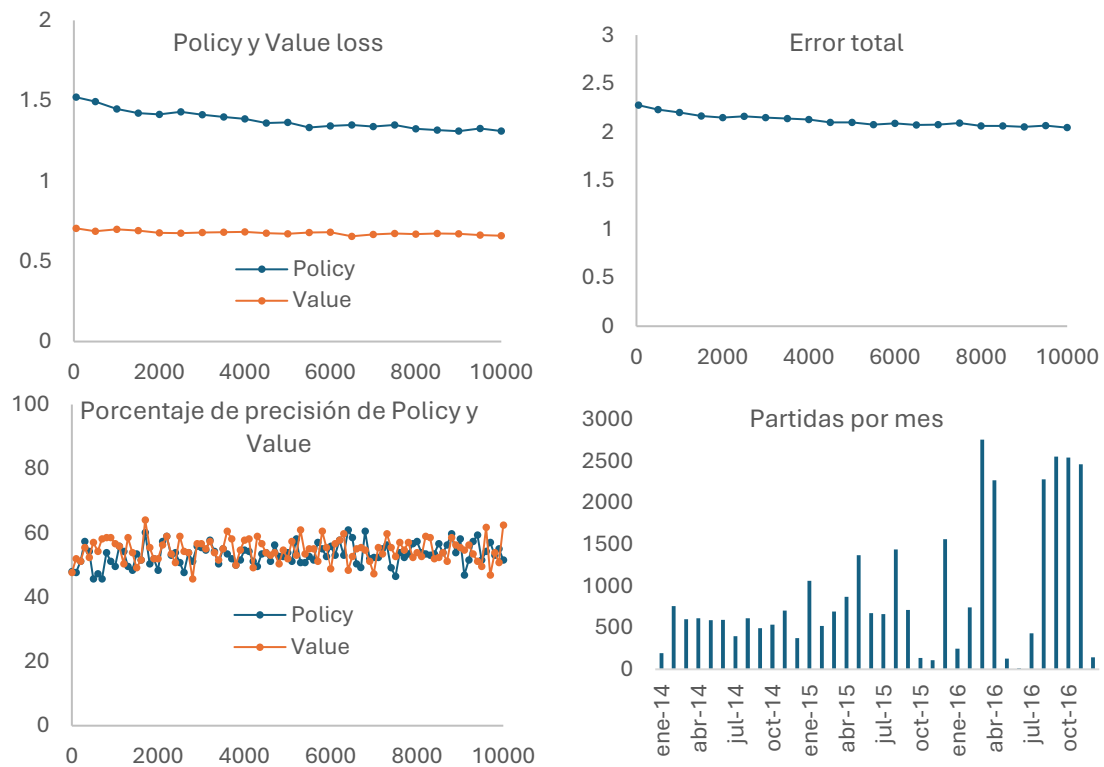 Policy y Value loss
2
1.5
1
0.5
0
Policy
Value
0 2000 4000 6000 8000 10000
Error total
3
2.5
2
1.5
1
0.5
0
0 2000 4000 6000 8000 10000
Porcentaje de precisión de Policy y
Value
100
80
60
40
20
0
Policy
Value
0 2000 4000 6000 8000 10000
Partidas por mes
3000
2500
2000
1500
1000
500
0
ene-14
abr-14
jul-14
oct-14
ene-15
abr-15
jul-15
oct-15
ene-16
abr-16
jul-16
oct-16